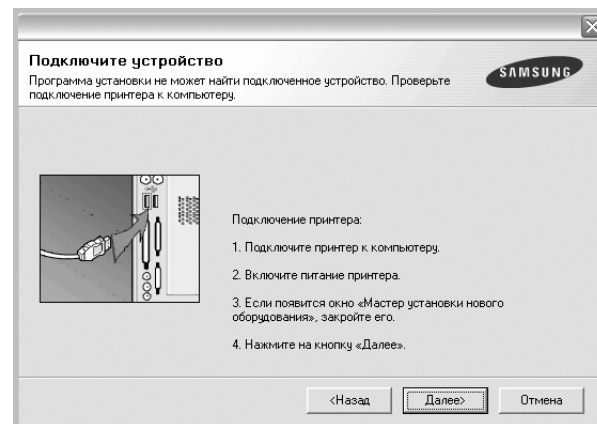 Подключите устройство
Программа установки не может найти подключенное устройство. Проверьте
подключение принтера к компьютеру.
SAMSUNG
Подключение принтера:
1. Подключите принтер к компьютеру.
2. Включите питание принтера.
3. Если появится окно «Мастер установки нового
оборудования», закройте его.
4. Нажмите на кнопку «Далее».
<Назад
Далее>
Отмена